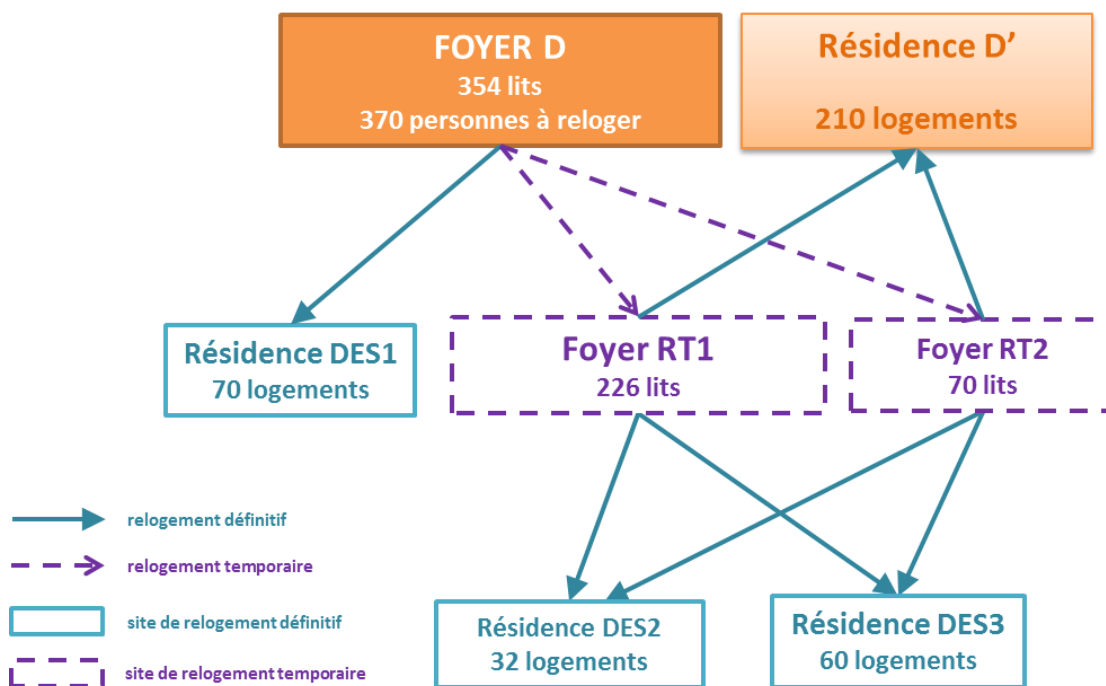 FOYER D
354 lits
370 personnes à reloger
Résidence D’
210 logements
Résidence DES1
70 logements
Foyer RT1
226 lits
Foyer RT2
70 lits
relogement définitif
relogement temporaire
site de relogement définitif
site de relogement temporaire
Résidence DES2
32 logements
Résidence DES3
60 logements